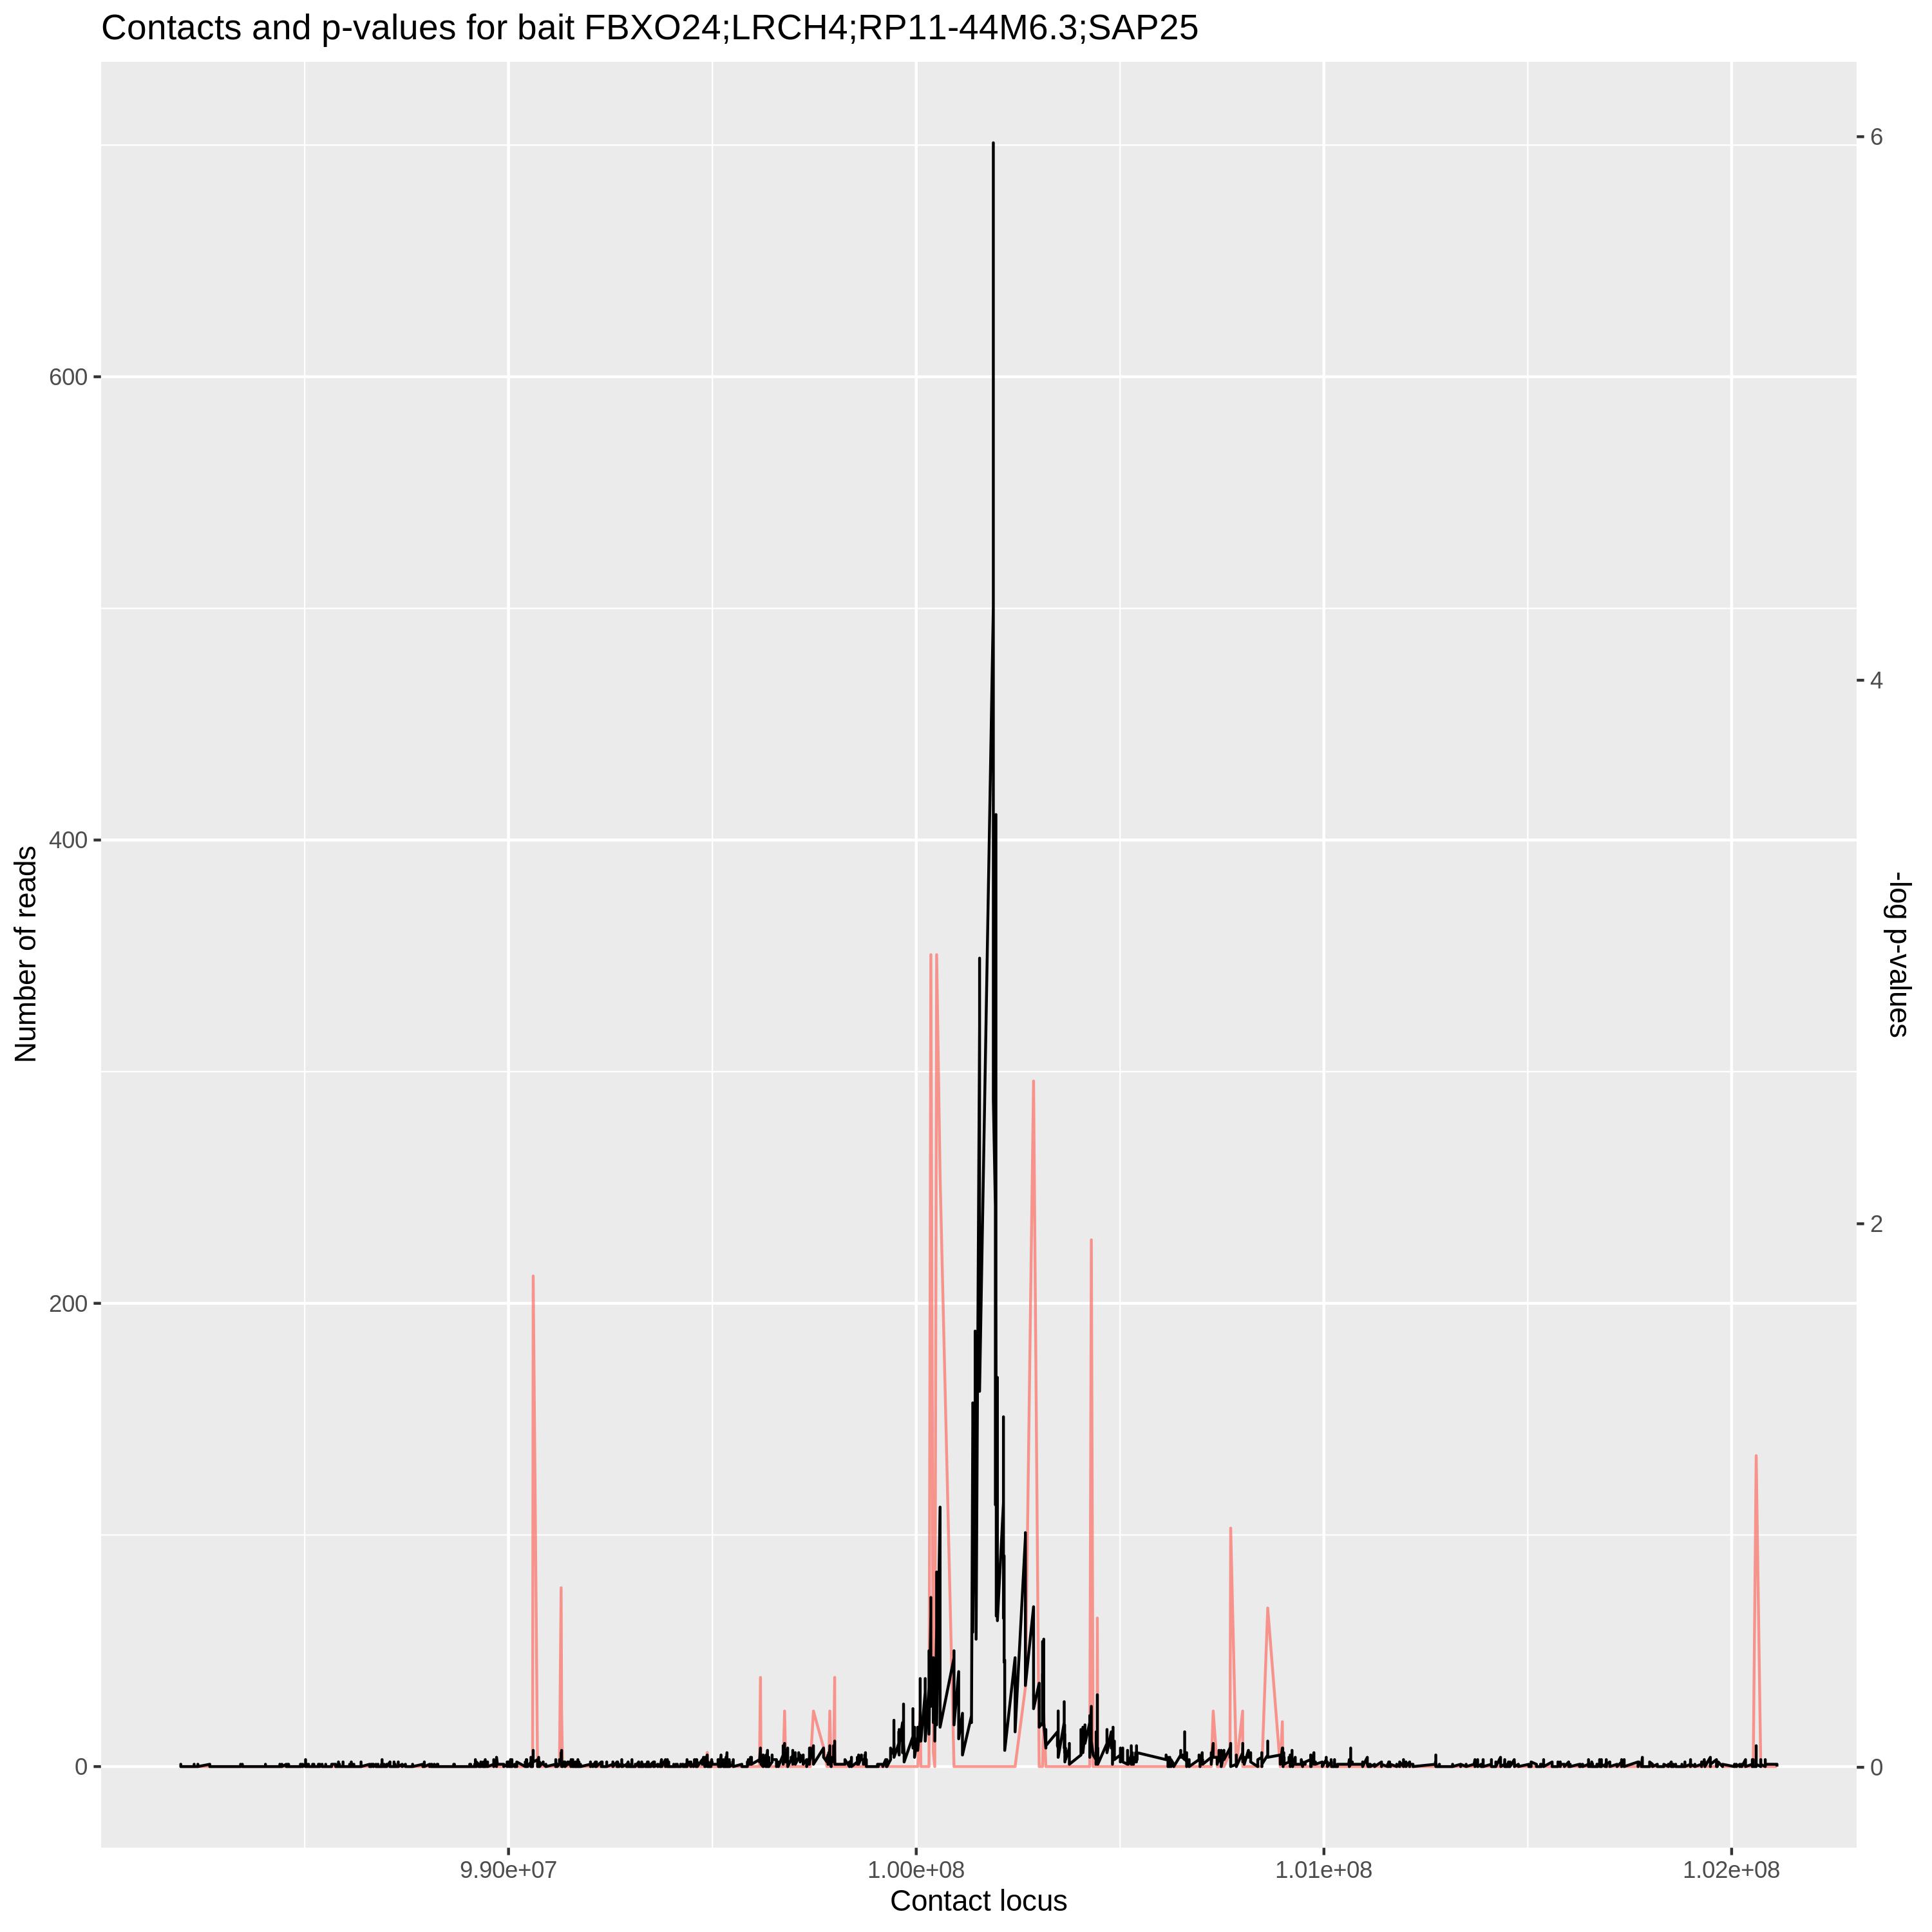 Contacts and p-values for bait FBXO24;LRCH4;RP11-44M6.3;SAP25
6
600
4
400
Number of reads
-log p-values
2
200
0
0
9.90e+07
1.00e+08
1.01e+08
1.02e+08
Contact locus